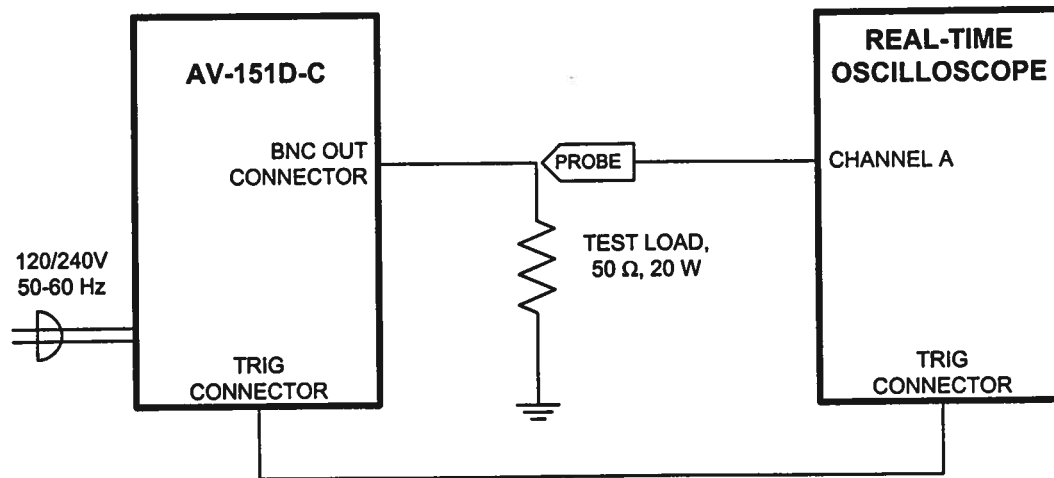 AV-151D-C
BNC OUT
CONNECTOR
120/240V
50-60 Hz
TRIG
CONNECTOR
PROBE
TEST LOAD,
50 Ω, 20 W
REAL-TIME
OSCILLOSCOPE
CHANNEL A
TRIG
CONNECTOR